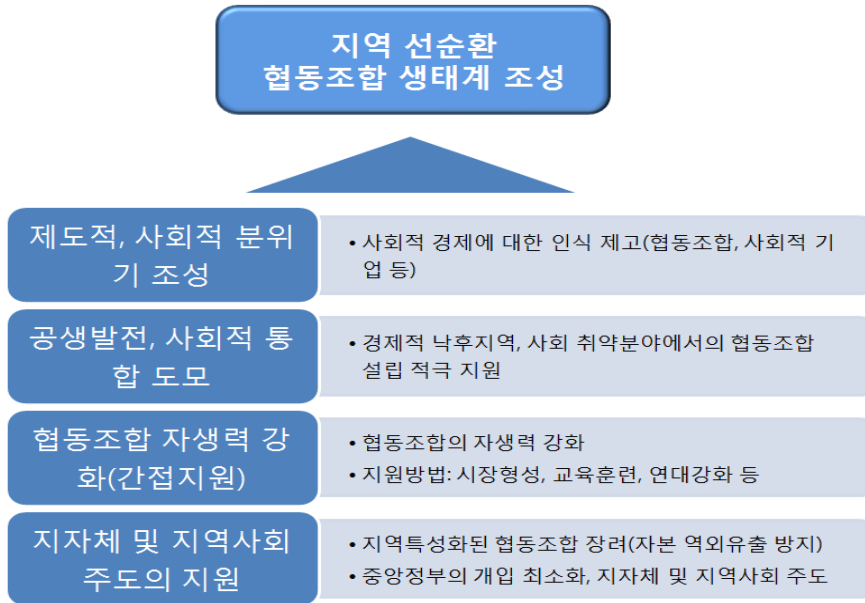 지역 선순환
협동조합 생태계 조성
제도적, 사회적 분위
기 조성
• 사회적 경제에 대한 인식 제고(협동조합, 사회적 기
업 등)
공생발전, 사회적 통
합 도모
• 경제적 낙후지역, 사회 취약분야에서의 협동조합
설립 적극 지원
협동조합 자생력 강
화(간접지원)
• 협동조합의 자생력 강화
• 지원방법: 시장형성, 교육훈련, 연대강화 등
지자체 및 지역사회
주도의 지원
• 지역특성화된 협동조합 장려(자본 역외유출 방지)
• 중앙정부의 개입 최소화, 지자체 및 지역사회 주도